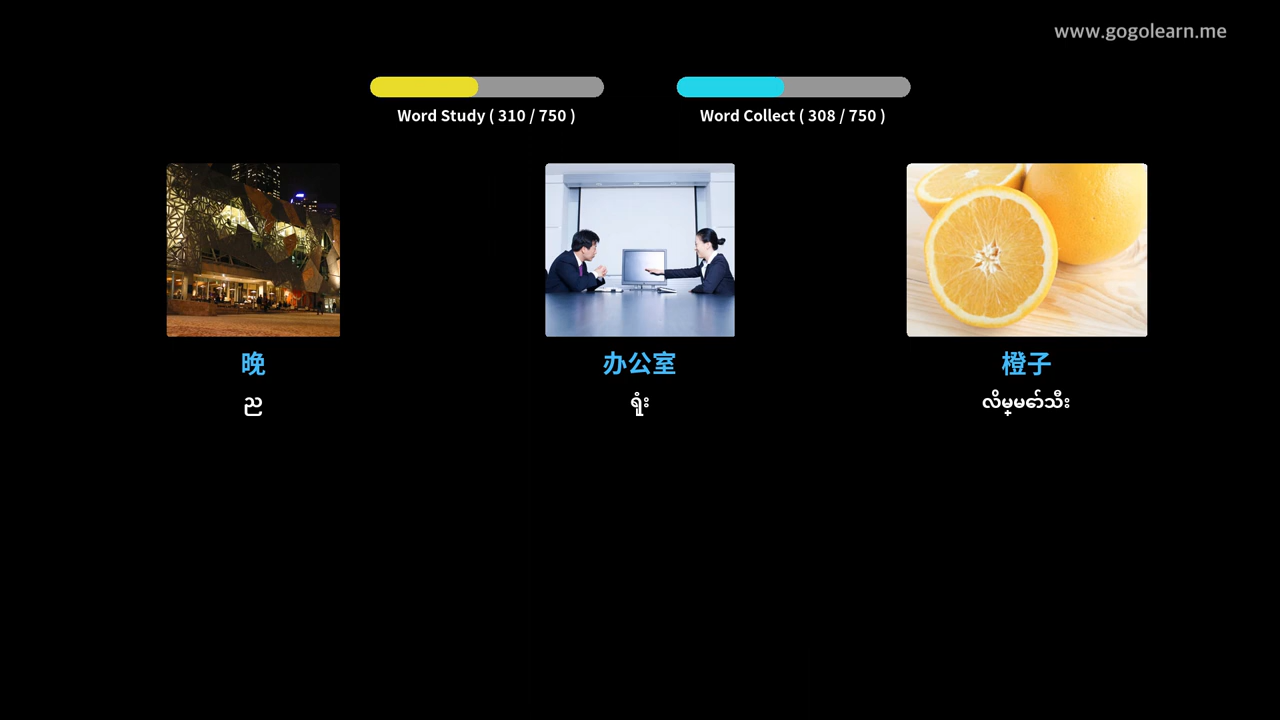 www.gogolearn.me
Word Study ( 310 / 750 )
Word Collect ( 308 / 750 )
晚
办公室
橙子
ည
ရုံး
လိမ္မော်သီး